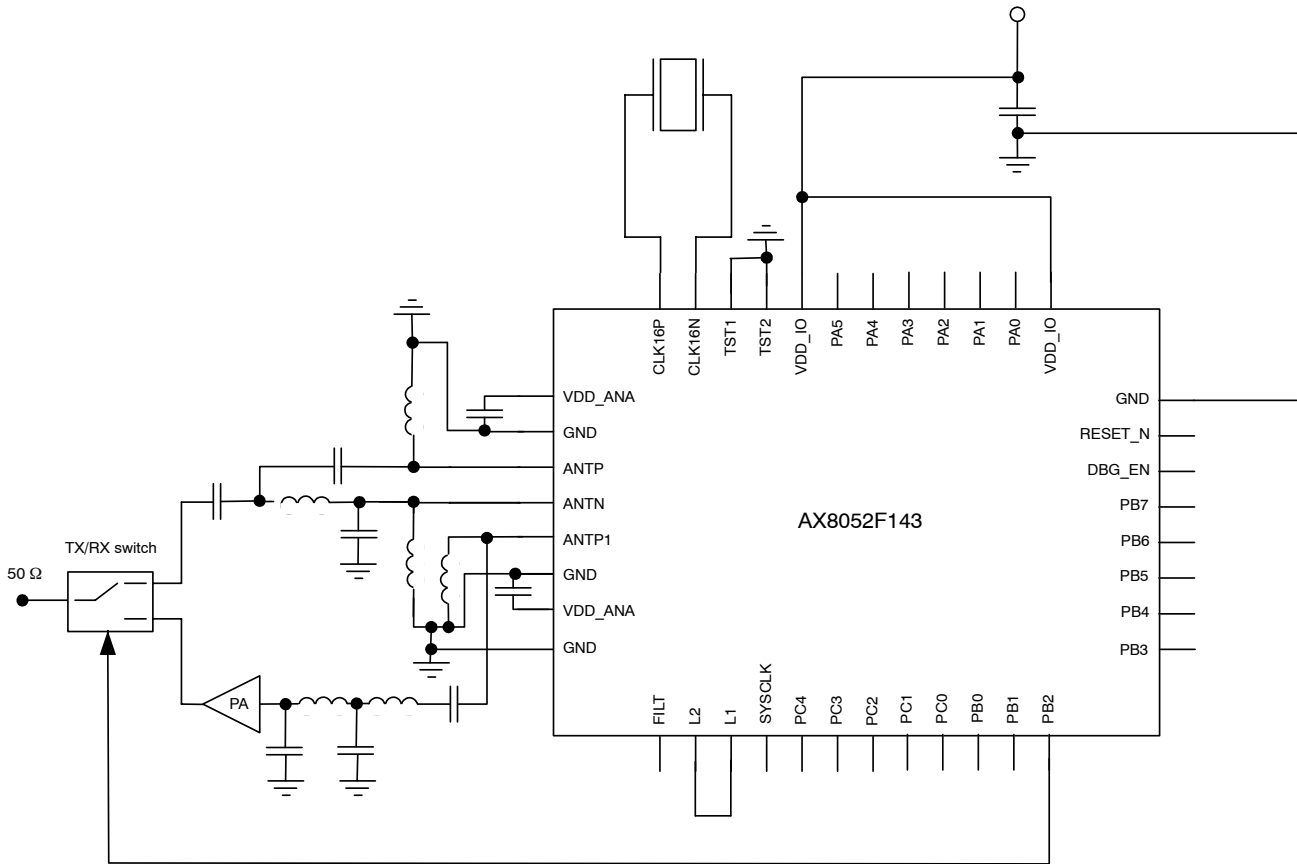 CLK16P
CLK16N
TST1
TST2
VDD_IO
PA5
PA4
PA3
PA2
PA1
PA0
VDD_IO
VDD_ANA
GND
ANTP
ANTN
ANTP1
GND
VDD_ANA
GND
AX8052F143
GND
RESET_N
DBG_EN
PB7
PB6
PB5
PB4
PB3
TX/RX switch
50 Ω
PA
FILT
L2
L1
SYSCLK
PC4
PC3
PC2
PC1
PC0
PB0
PB1
PB2